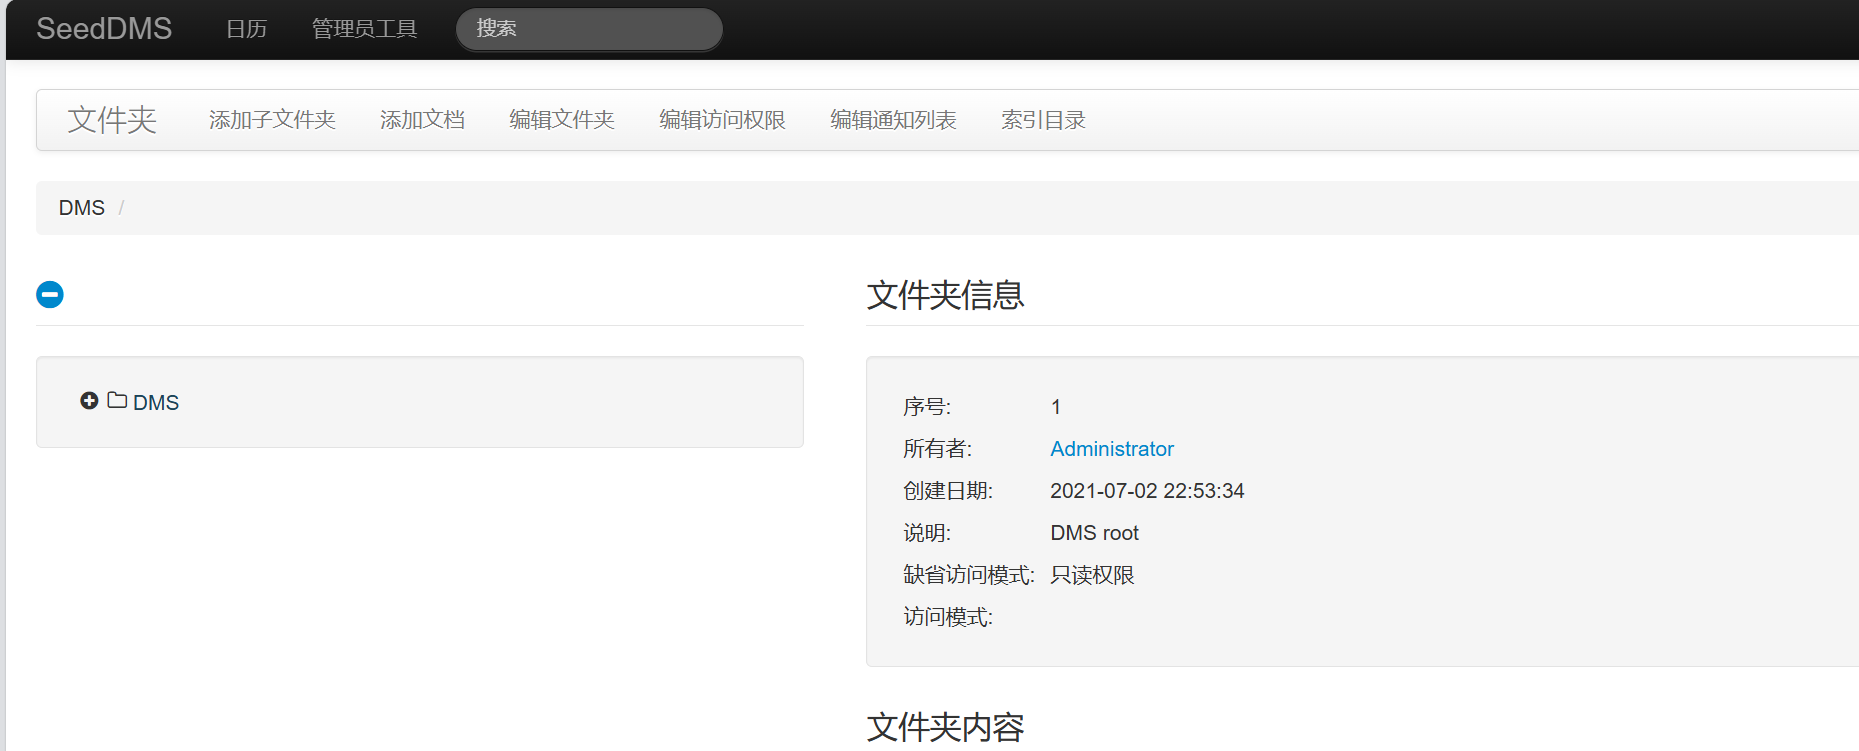 SeedDMS 日历 管理员工具 搜索
文件夹 添加子文件夹 添加文档 编辑文件夹 编辑访问权限 编辑通知列表 索引目录
DMS /
DMS
文件夹信息
序号: 1
所有者: Administrator
创建日期: 2021-07-02 22:53:34
说明: DMS root
缺省访问模式: 只读权限
访问模式:
文件夹内容